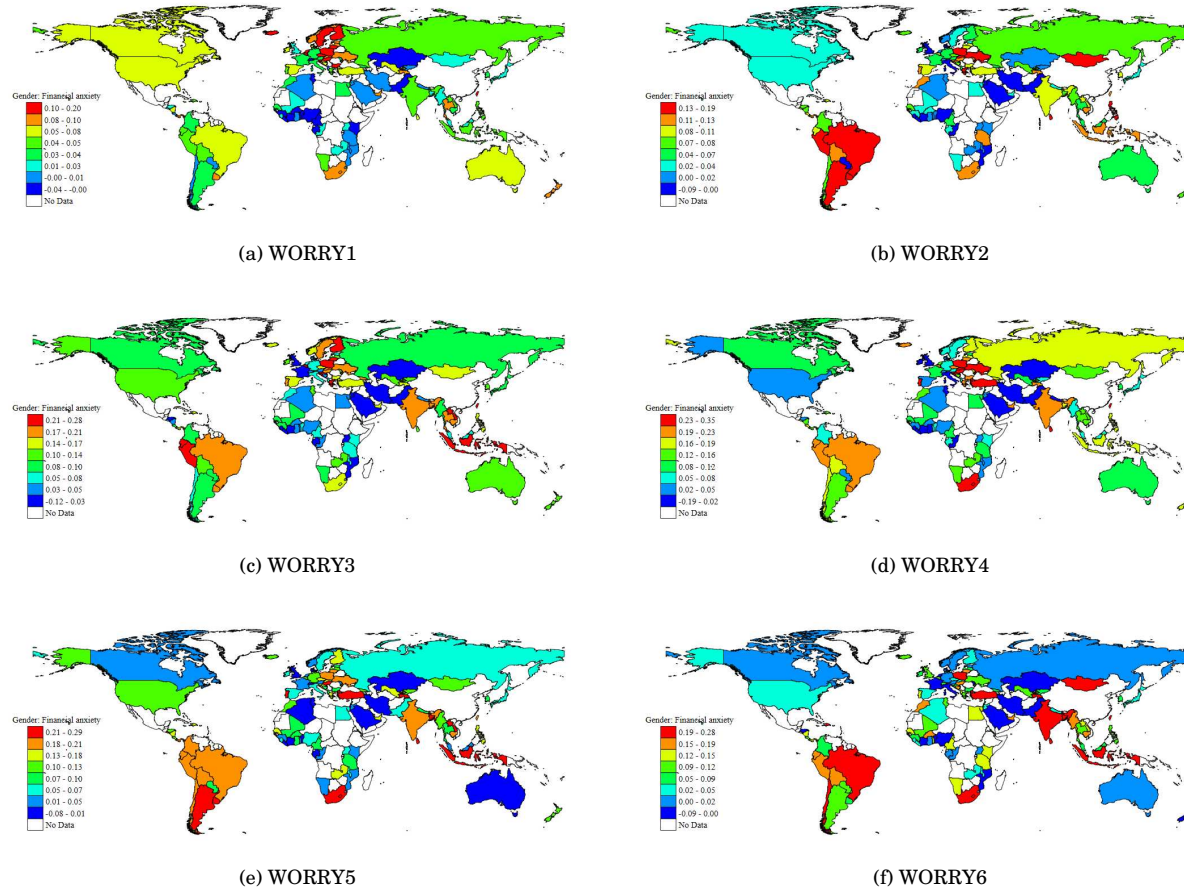 Gender: Financial anxiety
0.10 - 0.20
0.08 - 0.10
0.05 - 0.08
0.04 - 0.05
0.03 - 0.04
0.01 - 0.03
-0.00 - 0.01
-0.04 - -0.00
No Data
(a) WORRY1
Gender: Financial anxiety
0.13 - 0.19
0.11 - 0.13
0.08 - 0.11
0.07 - 0.08
0.04 - 0.07
0.02 - 0.04
0.00 - 0.02
-0.09 - 0.00
No Data
(b) WORRY2
Gender: Financial anxiety
0.21 - 0.28
0.17 - 0.21
0.14 - 0.17
0.10 - 0.14
0.08 - 0.10
0.05 - 0.08
0.03 - 0.05
-0.12 - 0.03
No Data
(c) WORRY3
Gender: Financial anxiety
0.23 - 0.35
0.19 - 0.23
0.16 - 0.19
0.12 - 0.16
0.08 - 0.12
0.05 - 0.08
0.02 - 0.05
-0.19 - 0.02
No Data
(d) WORRY4
Gender: Financial anxiety
0.21 - 0.29
0.18 - 0.21
0.13 - 0.18
0.10 - 0.13
0.07 - 0.10
0.05 - 0.07
0.01 - 0.05
-0.08 - 0.01
No Data
(e) WORRY5
Gender: Financial anxiety
0.19 - 0.28
0.15 - 0.19
0.12 - 0.15
0.09 - 0.12
0.05 - 0.09
0.02 - 0.05
0.00 - 0.02
-0.09 - 0.00
No Data
(f) WORRY6